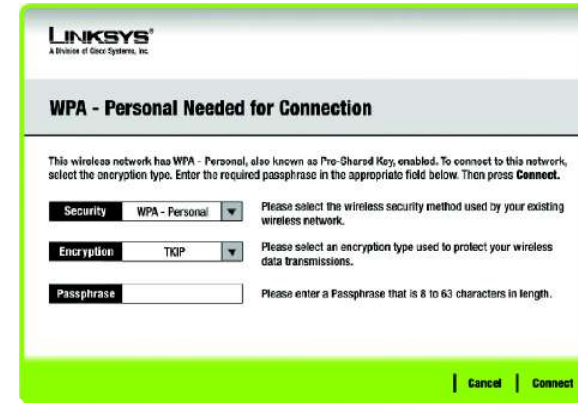 LINKSYS®
A Division of Cisco Systems, Inc.
WPA - Personal Needed for Connection
This wireless network has WPA - Personal, also known as Pre-Shared Key, enabled. To connect to this network,
select the encryption type. Enter the required passphrase in the appropriate field below. Then press Connect.
Security WPA - Personal Please select the wireless security method used by your existing
wireless network.
Encryption TKIP Please select an encryption type used to protect your wireless
data transmissions.
Passphrase Please enter a Passphrase that is 8 to 63 characters in length.
Cancel Connect